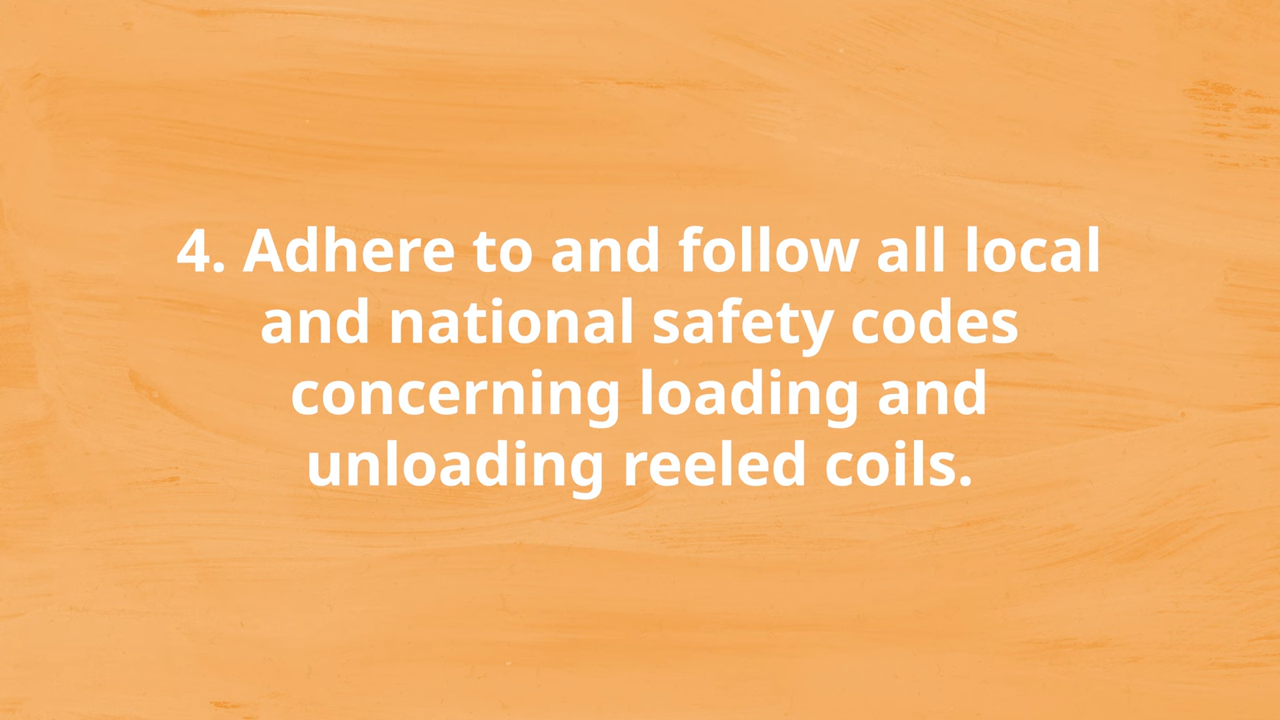 4. Adhere to and follow all local
and national safety codes
concerning loading and
unloading reeled coils.